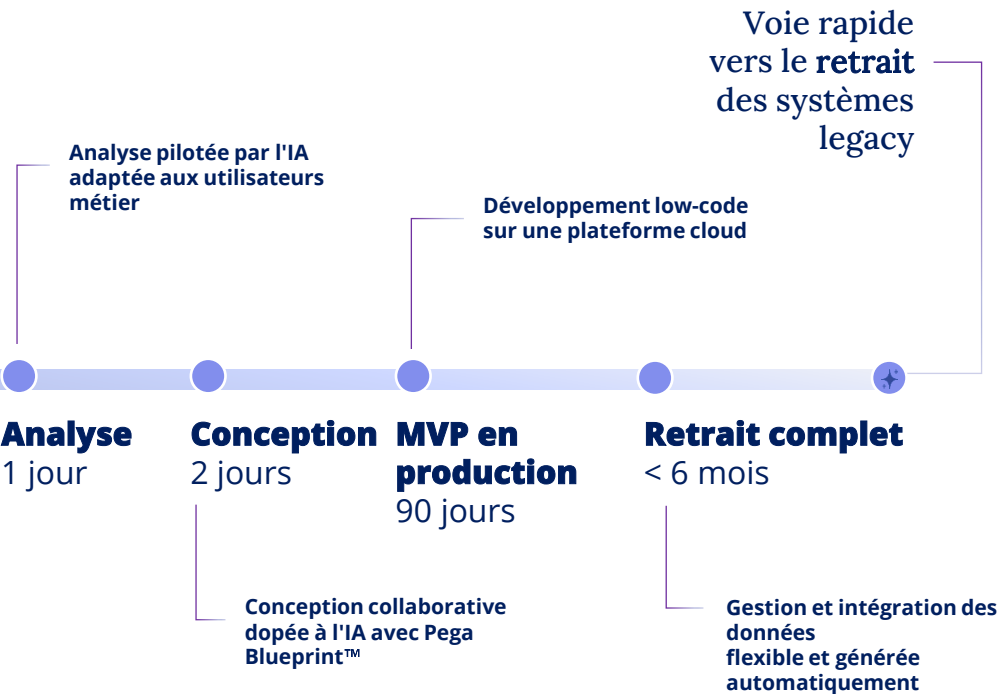 Voie rapide
vers le retrait
des systèmes
legacy
Analyse pilotée par l'IA
adaptée aux utilisateurs
métier
Développement low-code
sur une plateforme cloud
Analyse
1 jour
Conception
2 jours
MVP en
production
90 jours
Retrait complet
< 6 mois
Conception collaborative
dopée à l'IA avec Pega
Blueprint™
Gestion et intégration des
données
flexible et générée
automatiquement